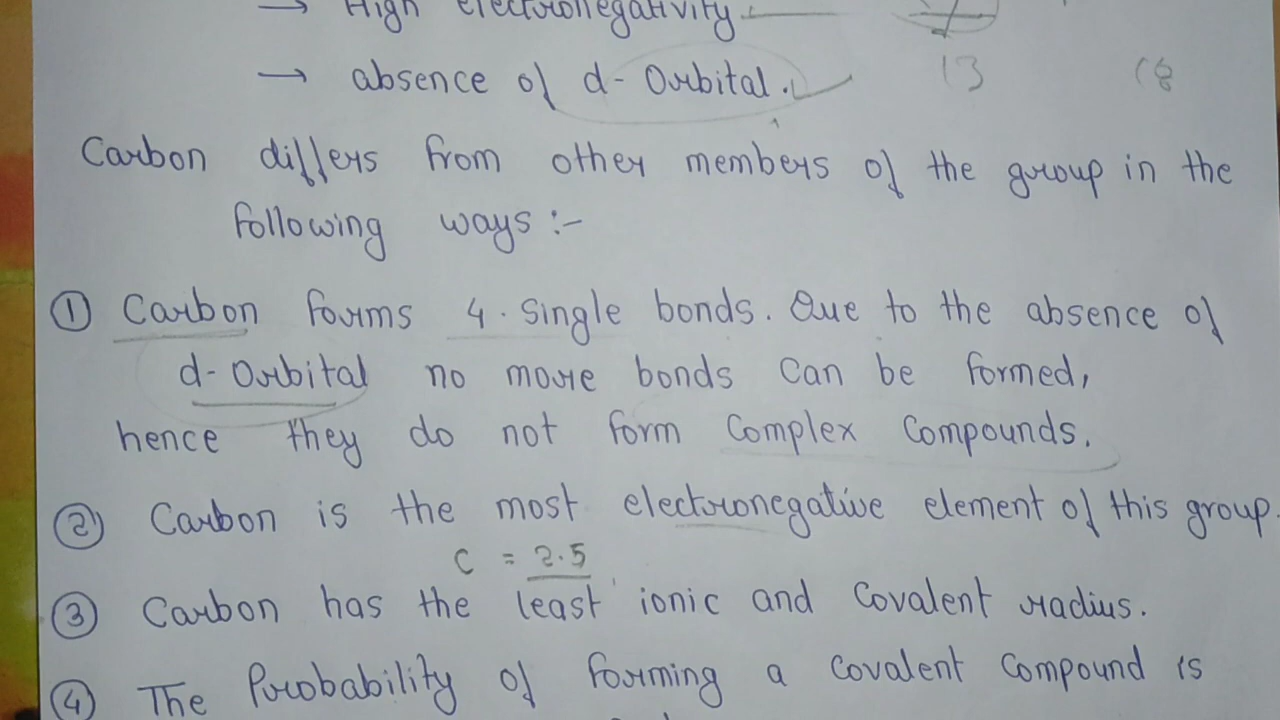 → High electronegativity
→ absence of d-Orbital.
13 18
Carbon differs from other members of the group in the
following ways :-
① Carbon forms 4 single bonds. Due to the absence of
d-Orbital no more bonds can be formed,
hence they do not form Complex Compounds.
② Carbon is the most electronegative element of this group.
C = 2.5
③ Carbon has the least ionic and Covalent radius.
④ The Probability of forming a Covalent Compound is